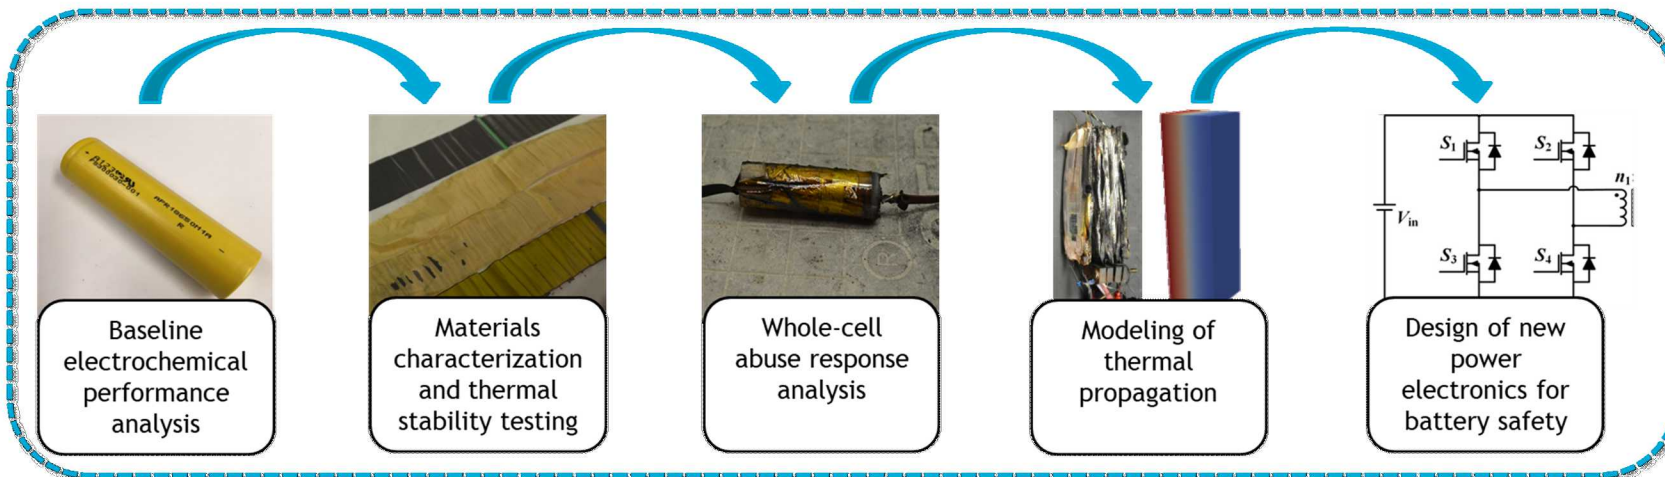 APR18650M1A
S1
S2
n1
Vin
S3
S4
Baseline
electrochemical
performance
analysis
Materials
characterization
and thermal
stability testing
Whole-cell
abuse response
analysis
Modeling of
thermal
propagation
Design of new
power
electronics for
battery safety